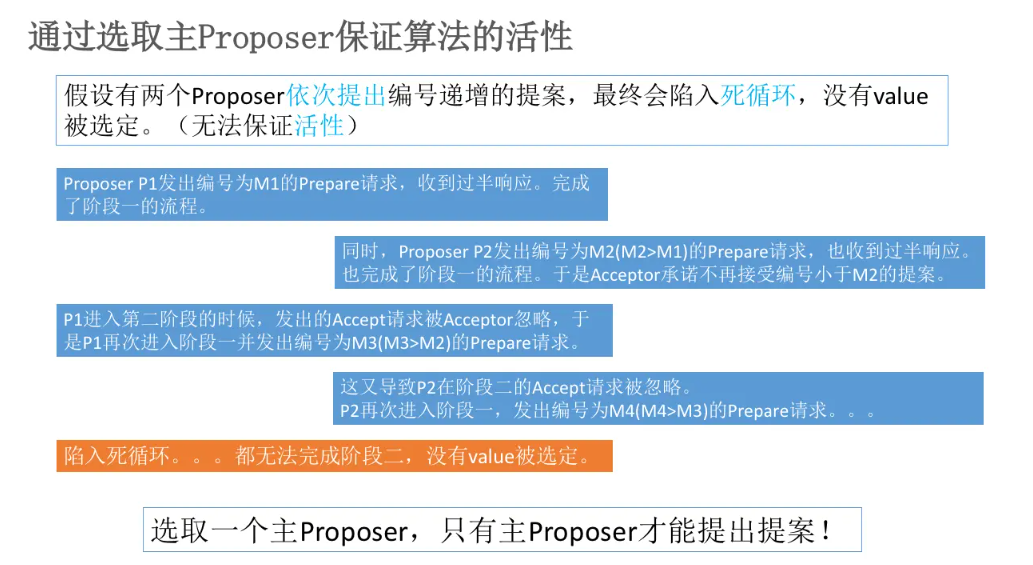 通过选取主Proposer保证算法的活性
假设有两个Proposer依次提出编号递增的提案，最终会陷入死循环，没有value
被选定。（无法保证活性）
Proposer P1发出编号为M1的Prepare请求，收到过半响应。完成
了阶段一的流程。
同时，Proposer P2发出编号为M2(M2>M1)的Prepare请求，也收到过半响应。
也完成了阶段一的流程。于是Acceptor承诺不再接受编号小于M2的提案。
P1进入第二阶段的时候，发出的Accept请求被Acceptor忽略，于
是P1再次进入阶段一并发出编号为M3(M3>M2)的Prepare请求。
这又导致P2在阶段二的Accept请求被忽略。
P2再次进入阶段一，发出编号为M4(M4>M3)的Prepare请求。。。
陷入死循环。。。都无法完成阶段二，没有value被选定。
选取一个主Proposer，只有主Proposer才能提出提案！